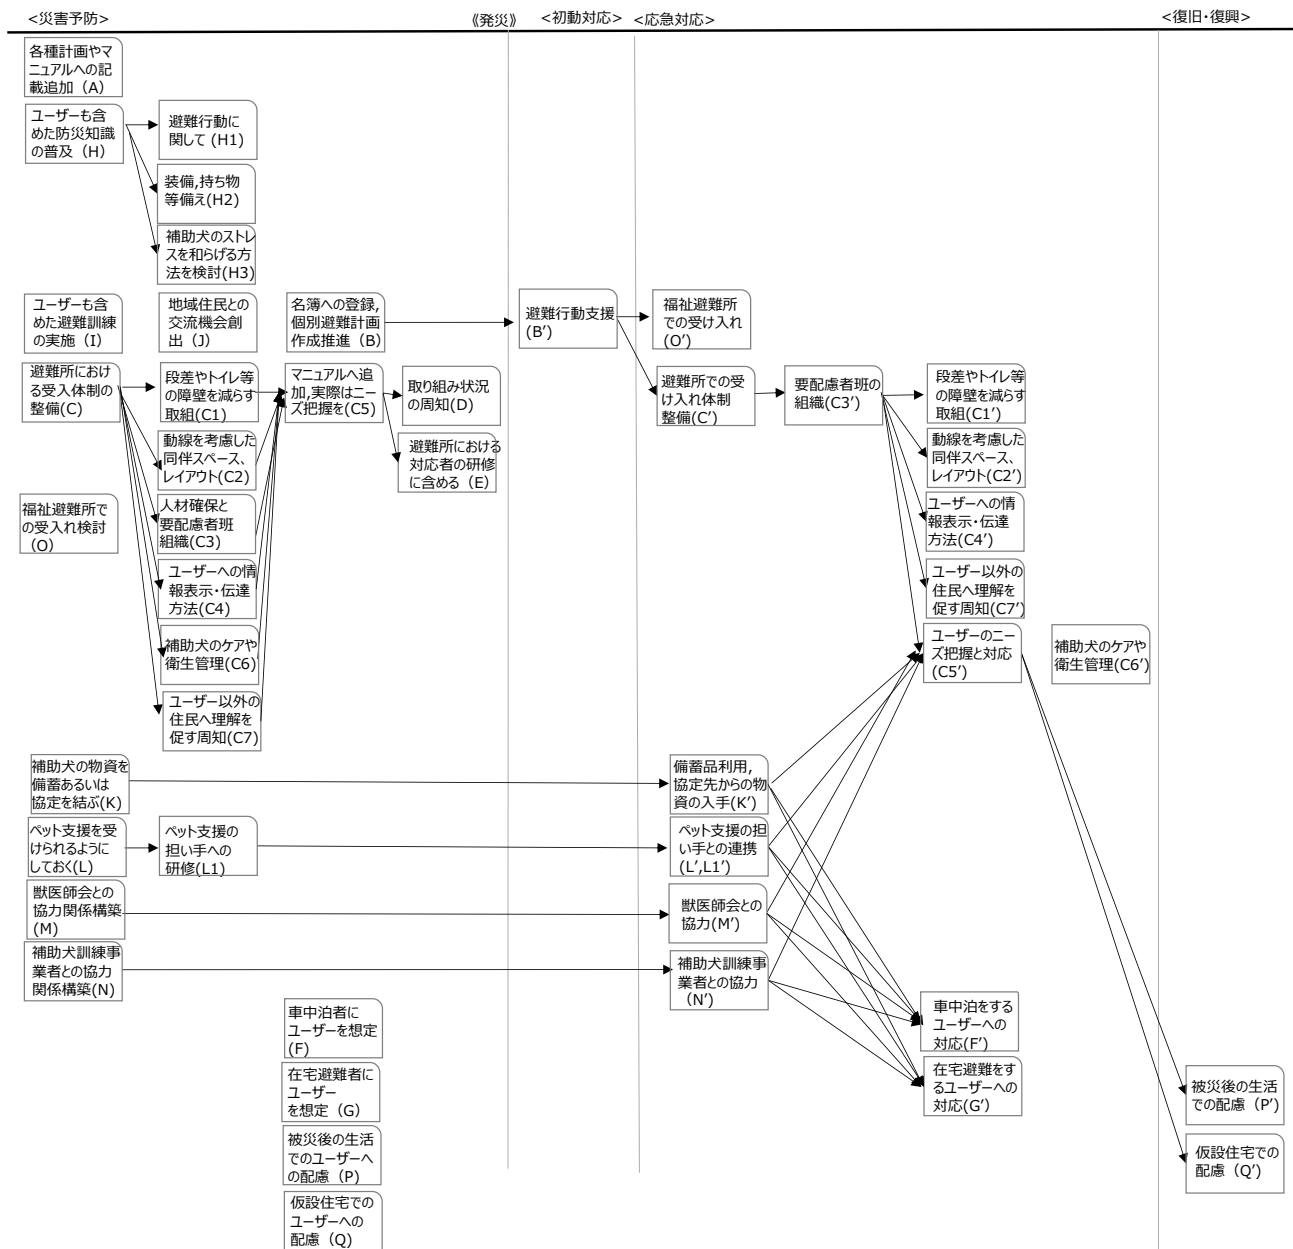 <災害予防>
《発災》
<初動対応>
<応急対応>
<復旧・復興>
各種計画やマ
ニュアルへの記
載追加（A）
ユーザーも含
めた防災知識
の普及（H）
避難行動に
関して (H1)
装備,持ち物
等備え(H2)
補助犬のストレ
スを和らげる方
法を検討(H3)
ユーザーも含
めた避難訓練
の実施（I）
地域住民との
交流機会創
出（J）
名簿への登録,
個別避難計画
作成推進（B）
避難行動支援
(B′)
福祉避難所
での受け入れ
(O′)
避難所におけ
る受入体制の
整備(C)
段差やトイレ等
の障壁を減らす
取組(C1)
マニュアルへ追
加,実際はニー
ズ把握を(C5)
取り組み状況
の周知(D)
避難所での受
け入れ体制
整備(C′)
要配慮者班の
組織(C3′)
段差やトイレ等
の障壁を減らす
取組(C1′)
動線を考慮した
同伴スペース、
レイアウト(C2)
避難所における
対応者の研修
に含める（E）
動線を考慮した
同伴スペース、
レイアウト(C2′)
福祉避難所で
の受入れ検討
（O）
人材確保と
要配慮者班
組織(C3)
ユーザーへの情
報表示・伝達
方法(C4′)
ユーザーへの情
報表示・伝達
方法(C4)
ユーザー以外の
住民へ理解を
促す周知(C7′)
補助犬のケアや
衛生管理(C6)
ユーザーのニー
ズ把握と対応
(C5′)
補助犬のケアや
衛生管理(C6′)
ユーザー以外の
住民へ理解を
促す周知(C7)
補助犬の物資を
備蓄あるいは
協定を結ぶ(K)
備蓄品利用,
協定先からの物
資の入手(K′)
ペット支援を受
けられるように
しておく(L)
ペット支援の
担い手への
研修(L1)
ペット支援の担
い手との連携
(L′,L1′)
獣医師会との
協力関係構築
(M)
獣医師会との
協力(M′)
補助犬訓練事
業者との協力
関係構築(N)
補助犬訓練事
業者との協力
（N′）
車中泊者に
ユーザーを想定
(F)
車中泊をする
ユーザーへの
対応(F′)
在宅避難者に
ユーザー
を想定（G）
在宅避難をす
るユーザーへの
対応(G′)
被災後の生活
での配慮（P′）
被災後の生活
でのユーザーへ
の配慮（P）
仮設住宅での
配慮（Q′）
仮設住宅での
ユーザーへの
配慮（Q)